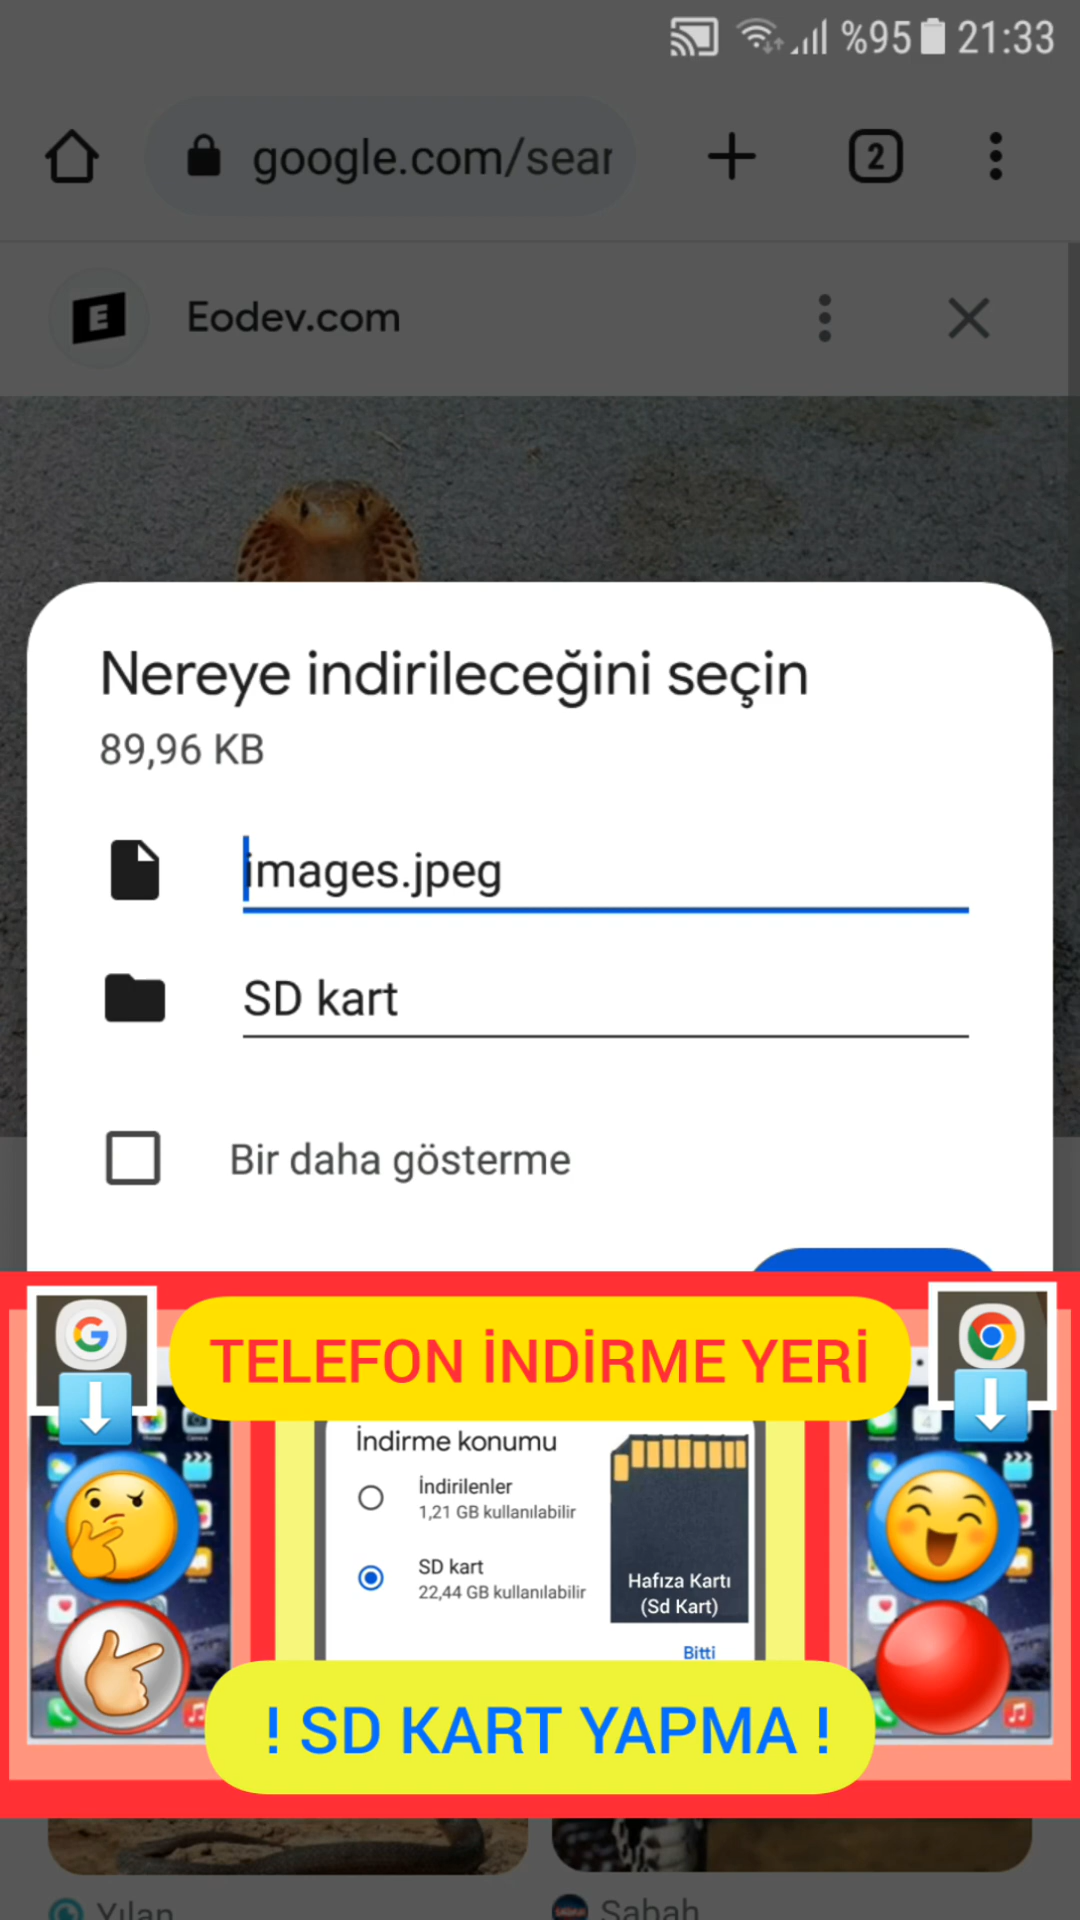 %95 21:33
google.com/sear
2
E Eodev.com
Nereye indirileceğini seçin
89,96 KB
images.jpeg
SD kart
Bir daha gösterme
TELEFON İNDİRME YERİ
İndirme konumu
İndirilenler
1,21 GB kullanılabilir
SD kart
22,44 GB kullanılabilir
Hafıza Kartı
(Sd Kart)
Bitti
! SD KART YAPMA !
Yılan
Sabah